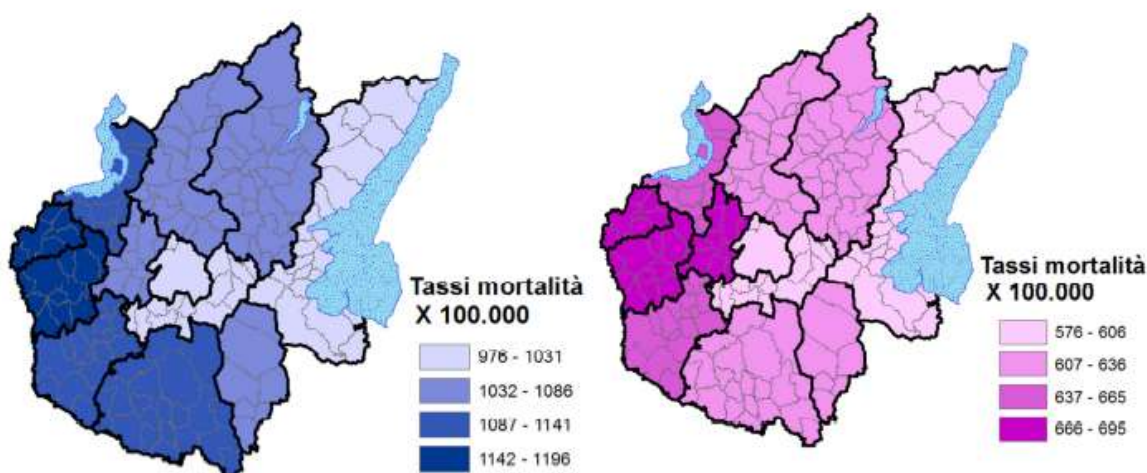 Tassi mortalità
X 100.000
976 - 1031
1032 - 1086
1087 - 1141
1142 - 1196
Tassi mortalità
X 100.000
576 - 606
607 - 636
637 - 665
666 - 695